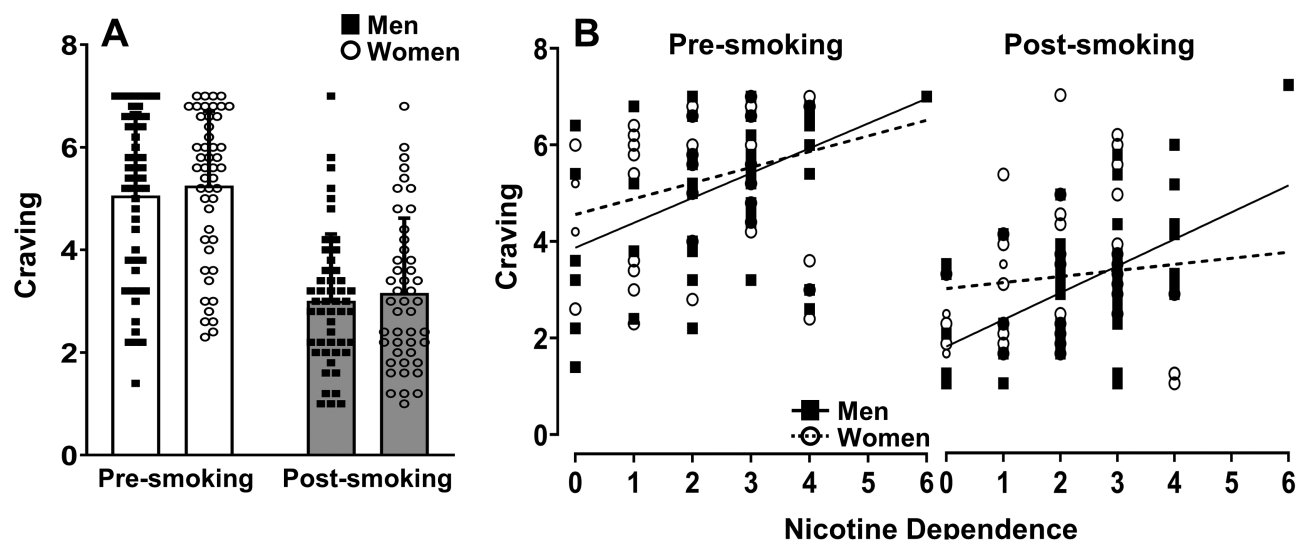 A
Men
Women
8
6
4
2
0
Craving
Pre-smoking
Post-smoking
B
Pre-smoking
Post-smoking
8
6
4
2
0
Craving
Men
Women
0 1 2 3 4 5 6
0 1 2 3 4 5 6
Nicotine Dependence